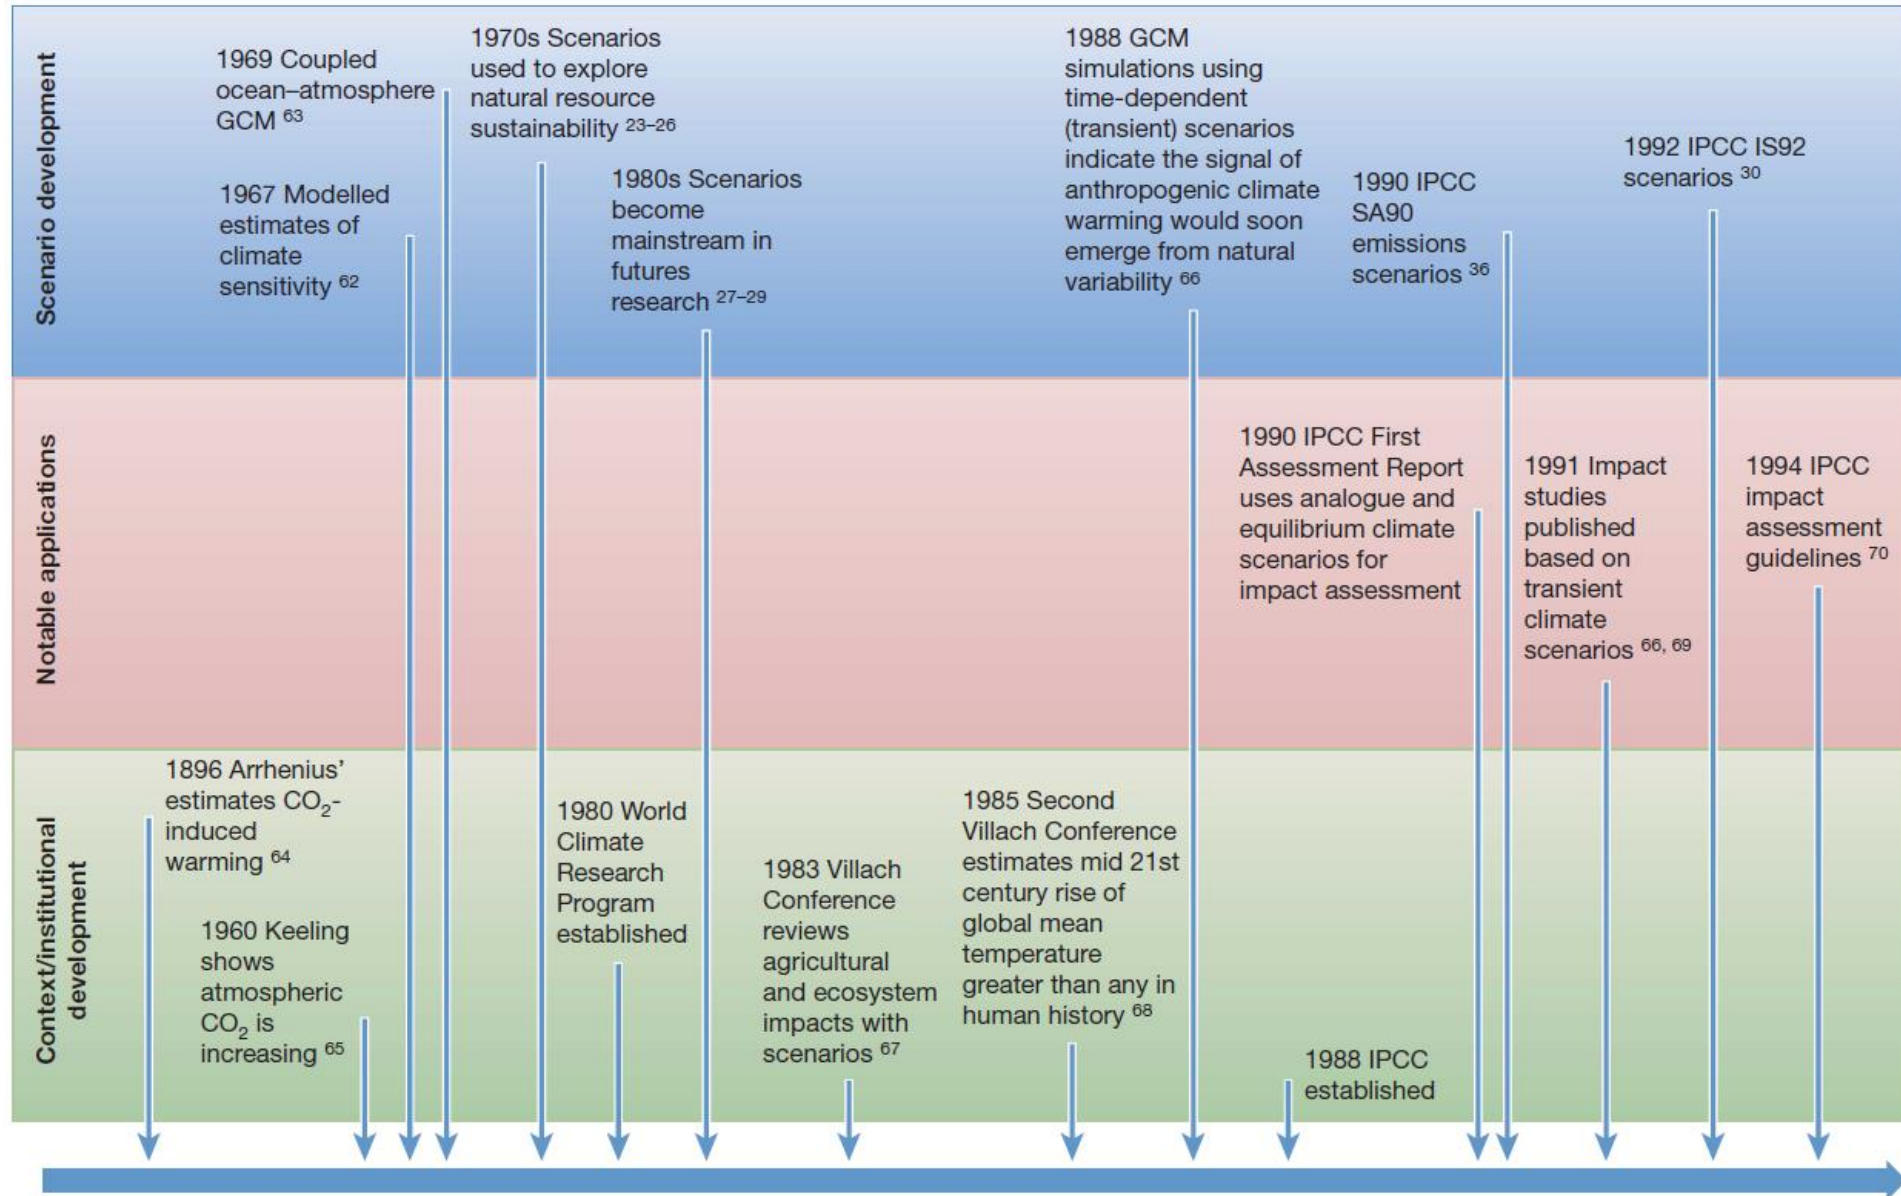 Scenario development
1969 Coupled
ocean–atmosphere
GCM 63
1967 Modelled
estimates of
climate
sensitivity 62
1970s Scenarios
used to explore
natural resource
sustainability 23–26
1980s Scenarios
become
mainstream in
futures
research 27–29
1988 GCM
simulations using
time-dependent
(transient) scenarios
indicate the signal of
anthropogenic climate
warming would soon
emerge from natural
variability 66
1990 IPCC
SA90
emissions
scenarios 36
1992 IPCC IS92
scenarios 30
Notable applications
1990 IPCC First
Assessment Report
uses analogue and
equilibrium climate
scenarios for
impact assessment
1991 Impact
studies
published
based on
transient
climate
scenarios 66, 69
1994 IPCC
impact
assessment
guidelines 70
Context/institutional
development
1896 Arrhenius’
estimates CO2-
induced
warming 64
1960 Keeling
shows
atmospheric
CO2 is
increasing 65
1980 World
Climate
Research
Program
established
1983 Villach
Conference
reviews
agricultural
and ecosystem
impacts with
scenarios 67
1985 Second
Villach Conference
estimates mid 21st
century rise of
global mean
temperature
greater than any in
human history 68
1988 IPCC
established